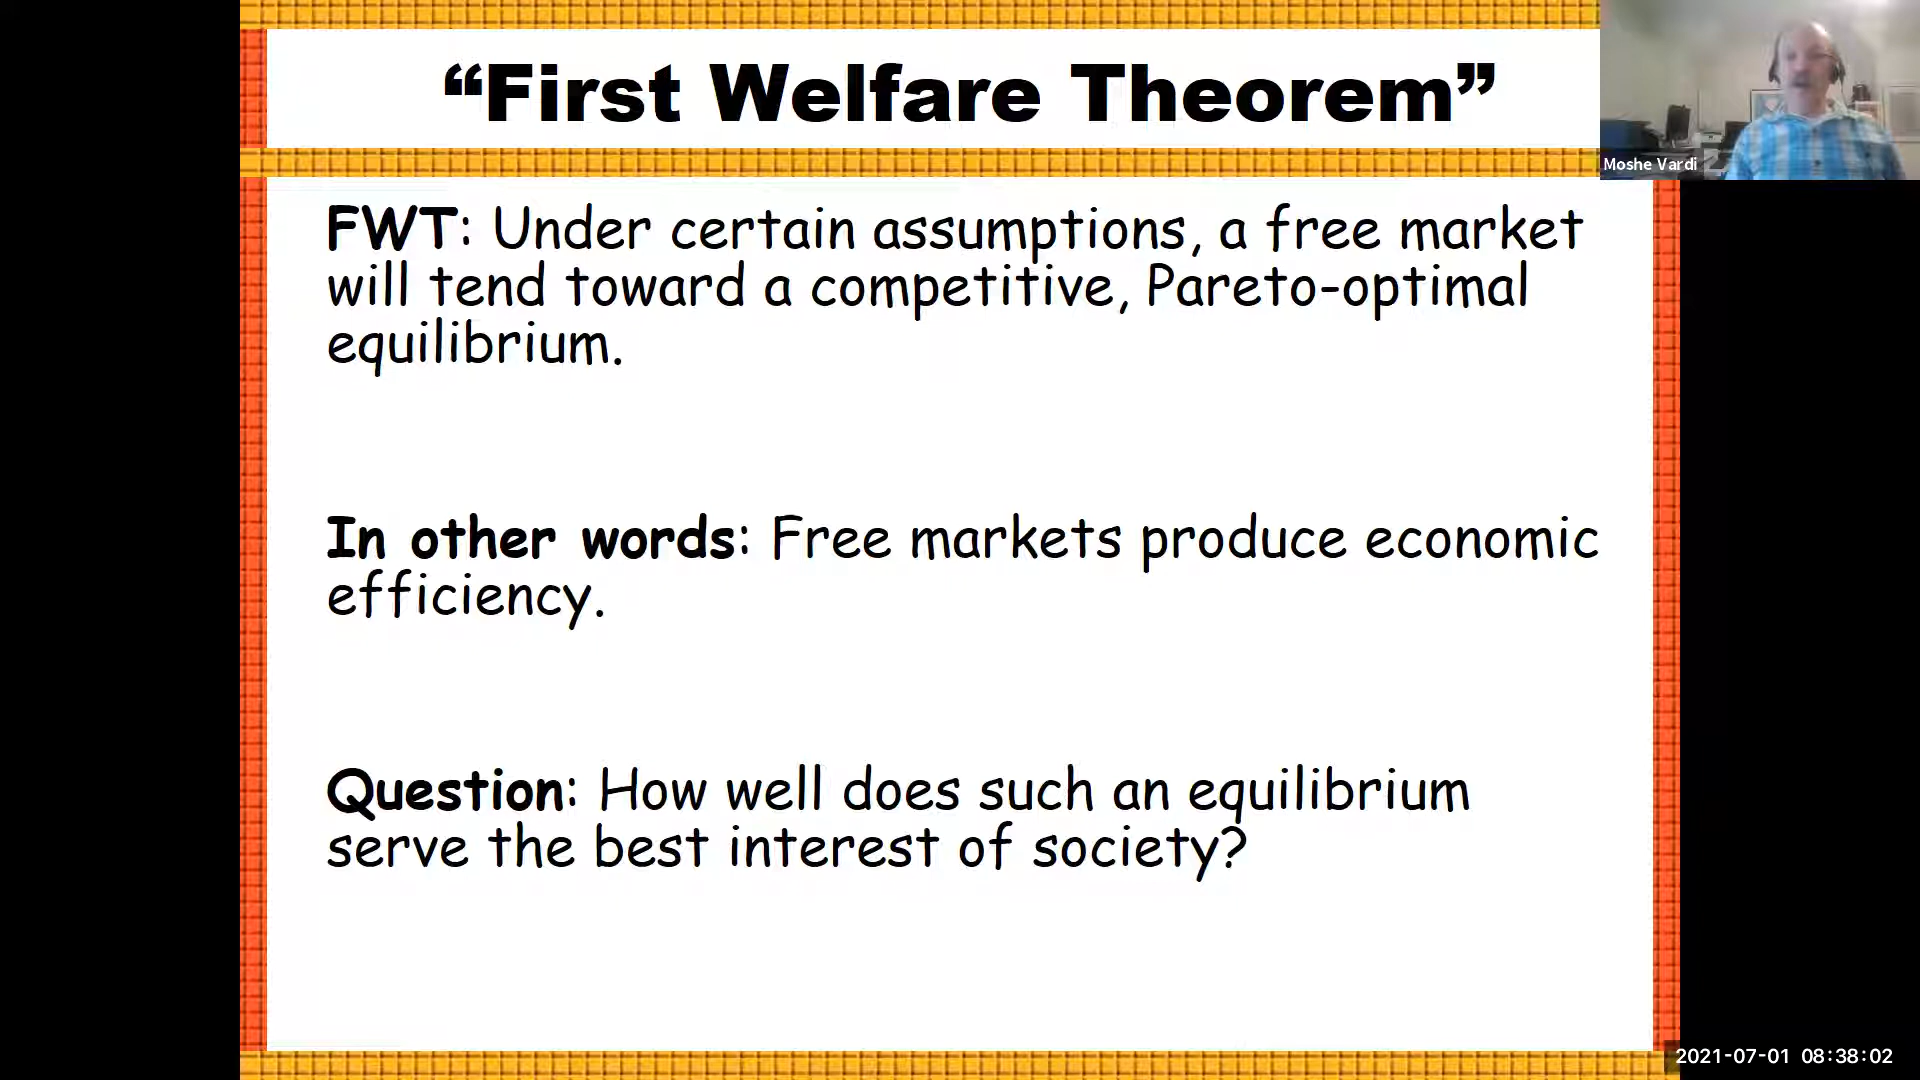 “First Welfare Theorem”
Moshe Vardi
FWT: Under certain assumptions, a free market
will tend toward a competitive, Pareto-optimal
equilibrium.
In other words: Free markets produce economic
efficiency.
Question: How well does such an equilibrium
serve the best interest of society?
2021-07-01 08:38:02